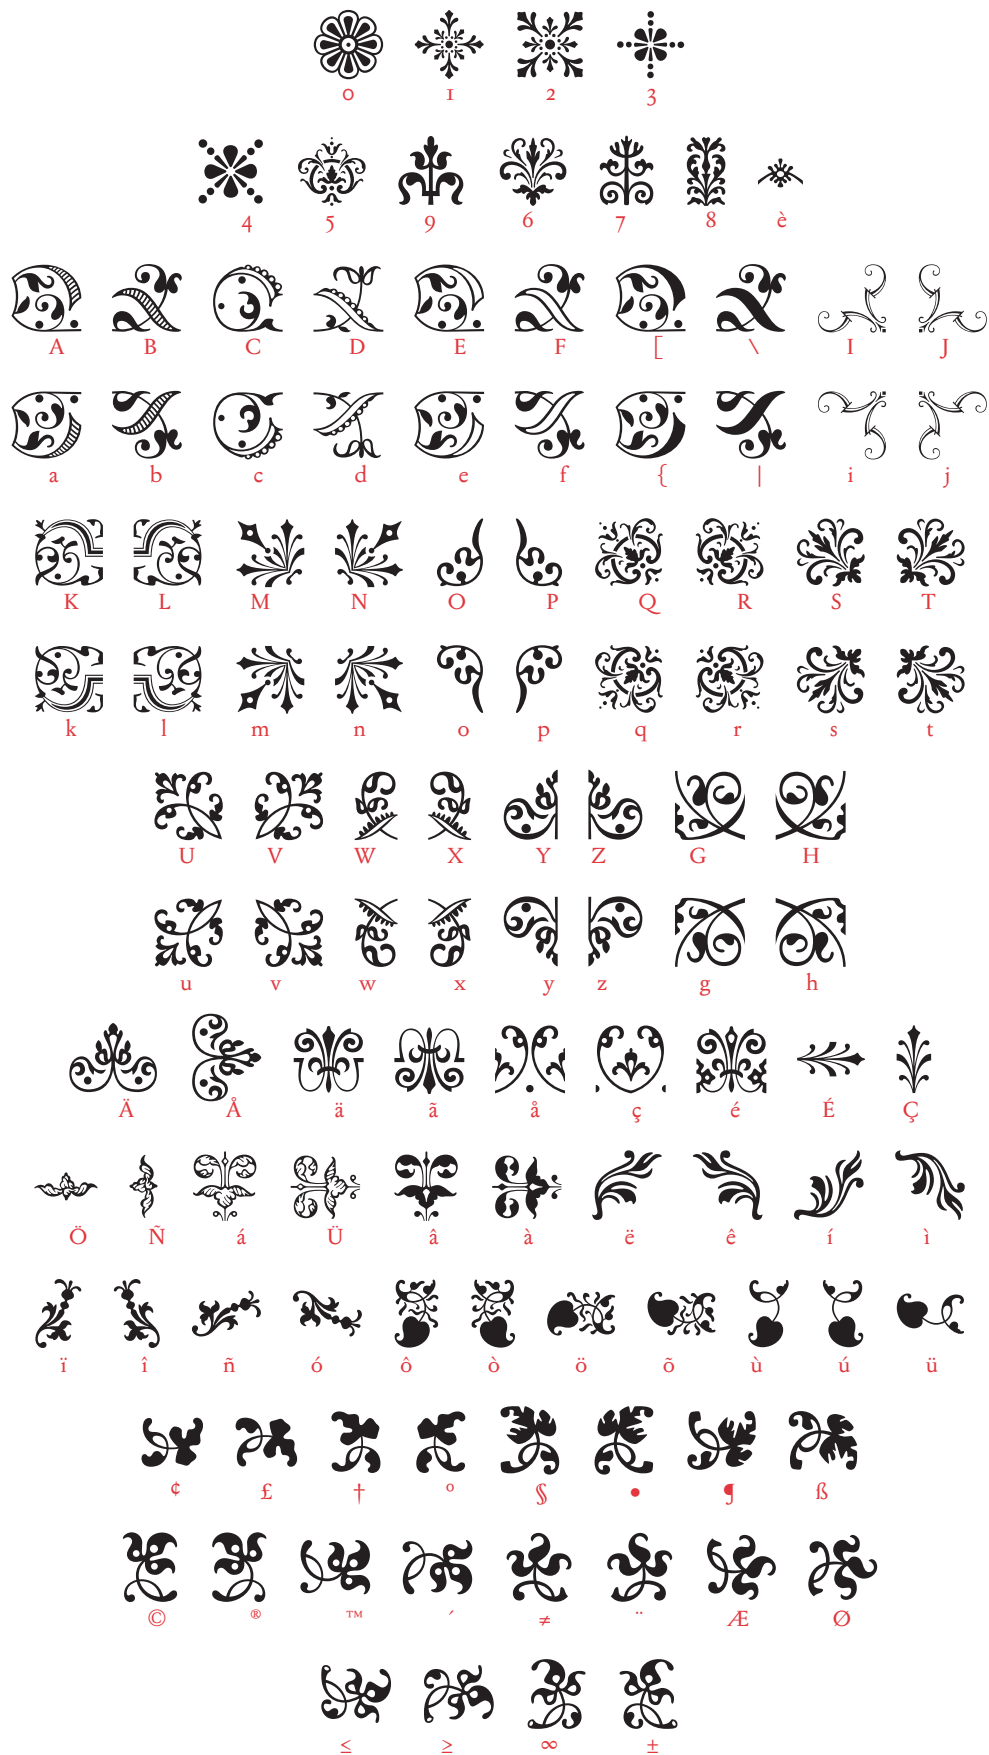 0 1 2 3
4 5 9 6 7 8 è
A B C D E F [ \ I J
a b c d e f { | i j
K L M N O P Q R S T
k l m n o p q r s t
U V W X Y Z G H
u v w x y z g h
Ä Å ä ã å ç é É Ç
Ö Ñ á Ü â à ë ê í ì
ï î ñ ó ô ò ö õ ù ú ü
¢ £ † º § • ¶ ß
© ® ™ ´ ≠ ¨ Æ Ø
≤ ≥ ∞ ±